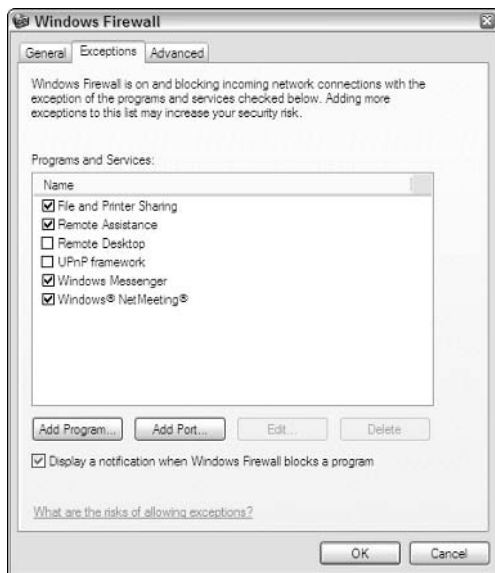 Windows Firewall
General Exceptions Advanced
Windows Firewall is on and blocking incoming network connections with the
exception of the programs and services checked below. Adding more
exceptions to this list may increase your security risk.
Programs and Services:
Name
File and Printer Sharing
Remote Assistance
Remote Desktop
UPnP framework
Windows Messenger
Windows® NetMeeting®
Add Program... Add Port... Edit... Delete
Display a notification when Windows Firewall blocks a program
What are the risks of allowing exceptions?
OK Cancel